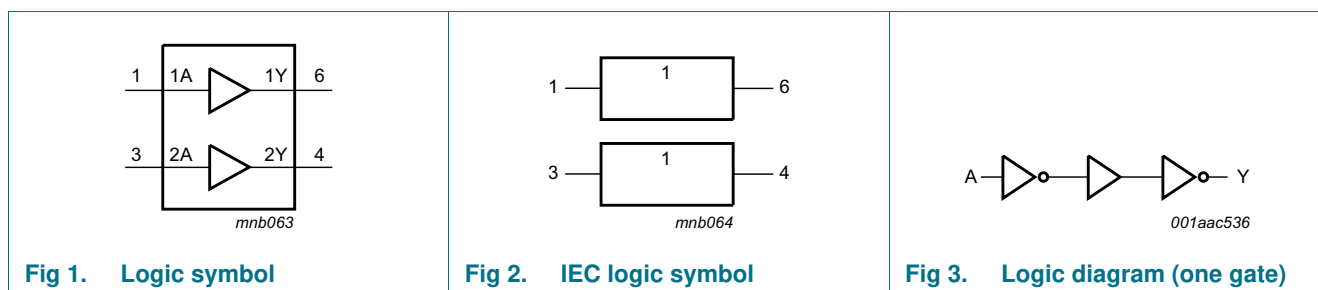 1 1A 1Y 6
3 2A 2Y 4
mnb063
Fig 1. Logic symbol
1 1 6
3 1 4
mnb064
Fig 2. IEC logic symbol
A Y
001aac536
Fig 3. Logic diagram (one gate)